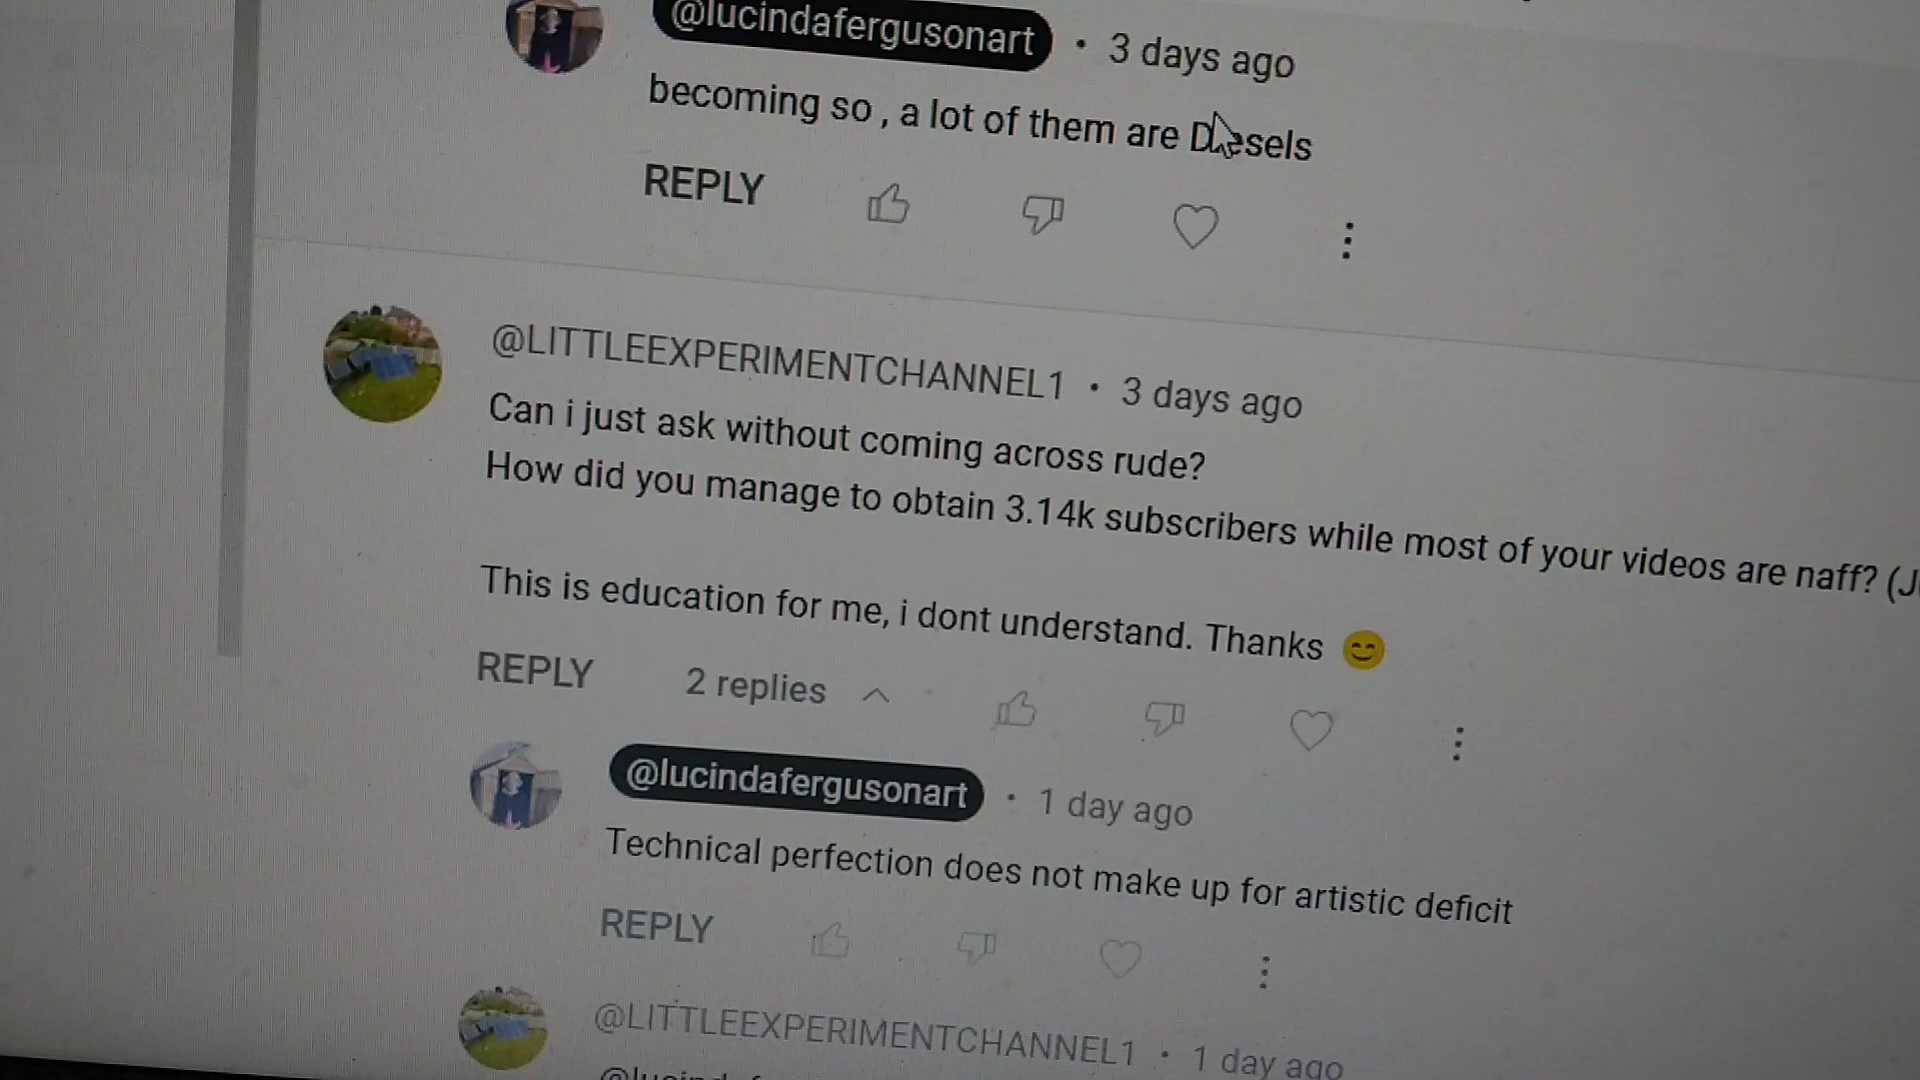 @lucindafergusonart • 3 days ago
becoming so , a lot of them are Diesels
REPLY
@LITTLEEXPERIMENTCHANNEL1 • 3 days ago
Can i just ask without coming across rude?
How did you manage to obtain 3.14k subscribers while most of your videos are naff? (J
This is education for me, i dont understand. Thanks 😊
REPLY 2 replies
@lucindafergusonart • 1 day ago
Technical perfection does not make up for artistic deficit
REPLY
@LITTLEEXPERIMENTCHANNEL1 • 1 day ago